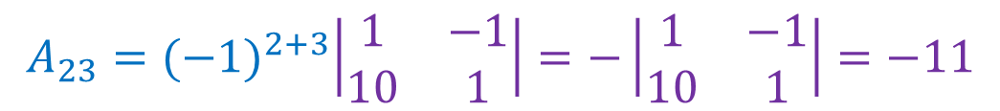 A₂₃ = (−1)²⁺³ |1 −1; 10 1| = − |1 −1; 10 1| = −11